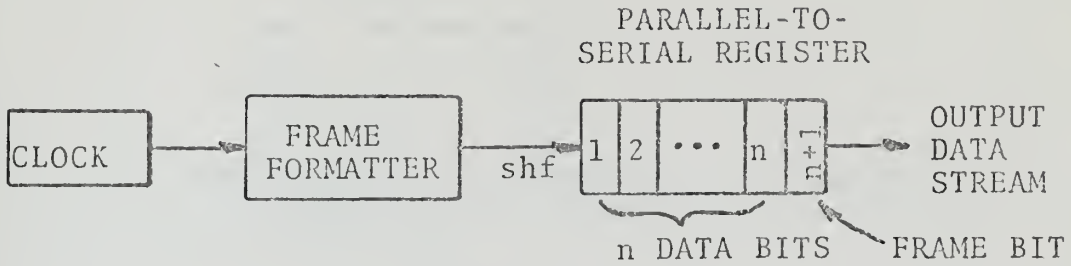 PARALLEL-TO-
SERIAL REGISTER
CLOCK
FRAME
FORMATTER
shf
1
2
•••
n
n+1
OUTPUT
DATA
STREAM
n DATA BITS
FRAME BIT